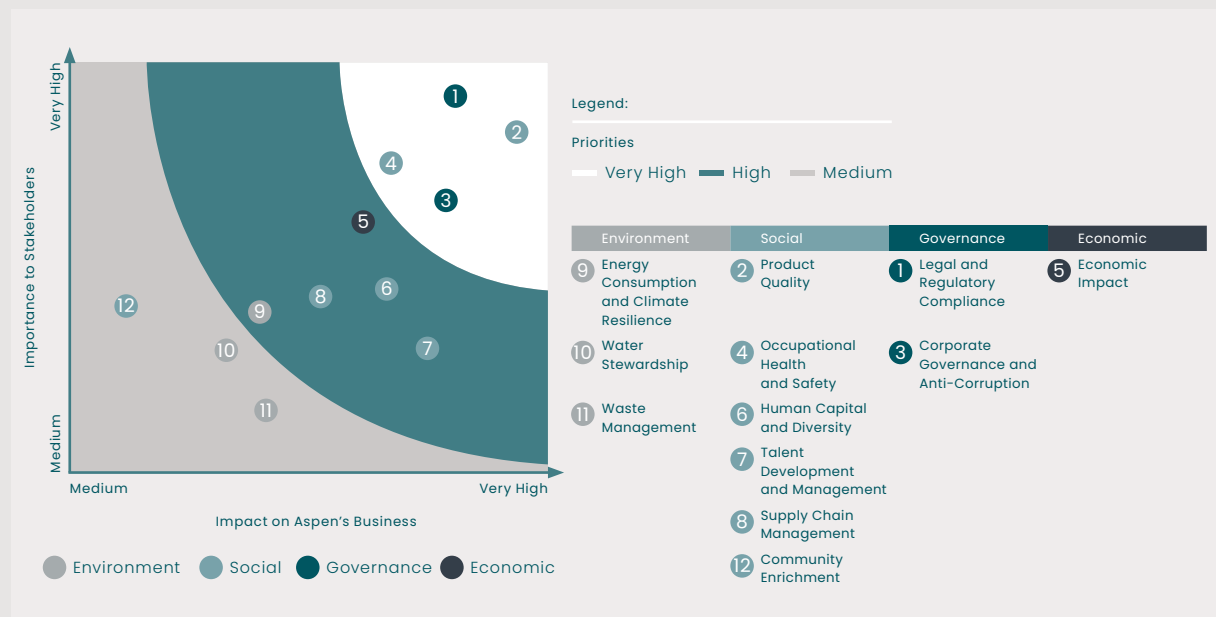 Very High
Importance to Stakeholders
Medium
1
2
4
3
5
6
8
12
9
10
7
11
Medium
Very High
Impact on Aspen's Business
Environment
Social
Governance
Economic
Legend:
Priorities
Very High
High
Medium
Environment
Social
Governance
Economic
9
Energy
Consumption
and Climate
Resilience
10
Water
Stewardship
11
Waste
Management
2
Product
Quality
4
Occupational
Health
and Safety
6
Human Capital
and Diversity
7
Talent
Development
and Management
8
Supply Chain
Management
12
Community
Enrichment
1
Legal and
Regulatory
Compliance
3
Corporate
Governance and
Anti-Corruption
5
Economic
Impact